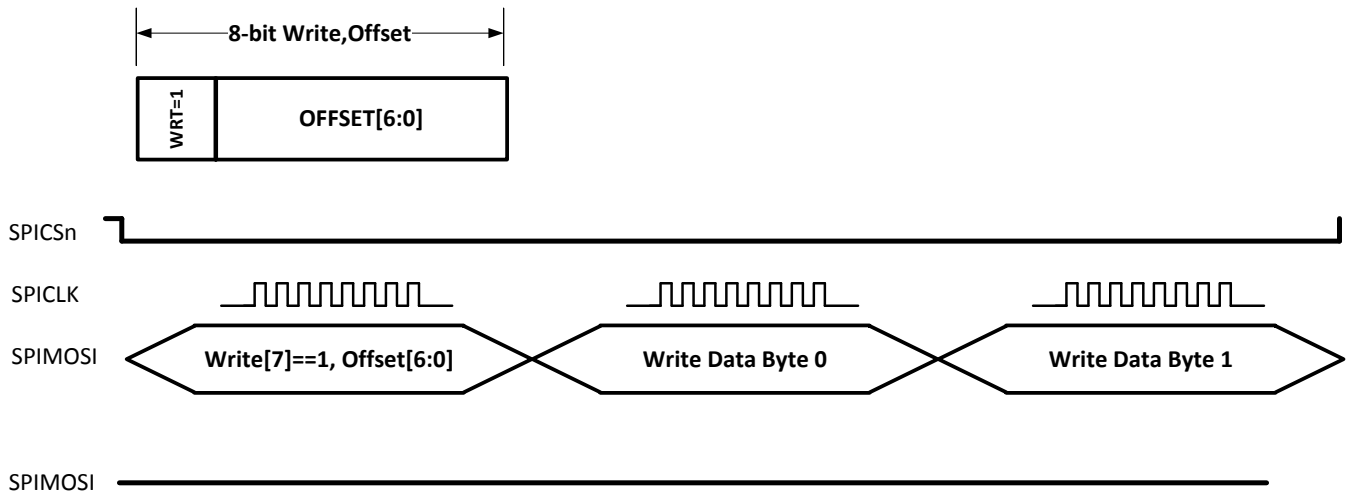 8-bit Write,Offset
WRT=1
OFFSET[6:0]
SPICSn
SPICLK
SPIMOSI
Write[7]==1, Offset[6:0]
Write Data Byte 0
Write Data Byte 1
SPIMOSI